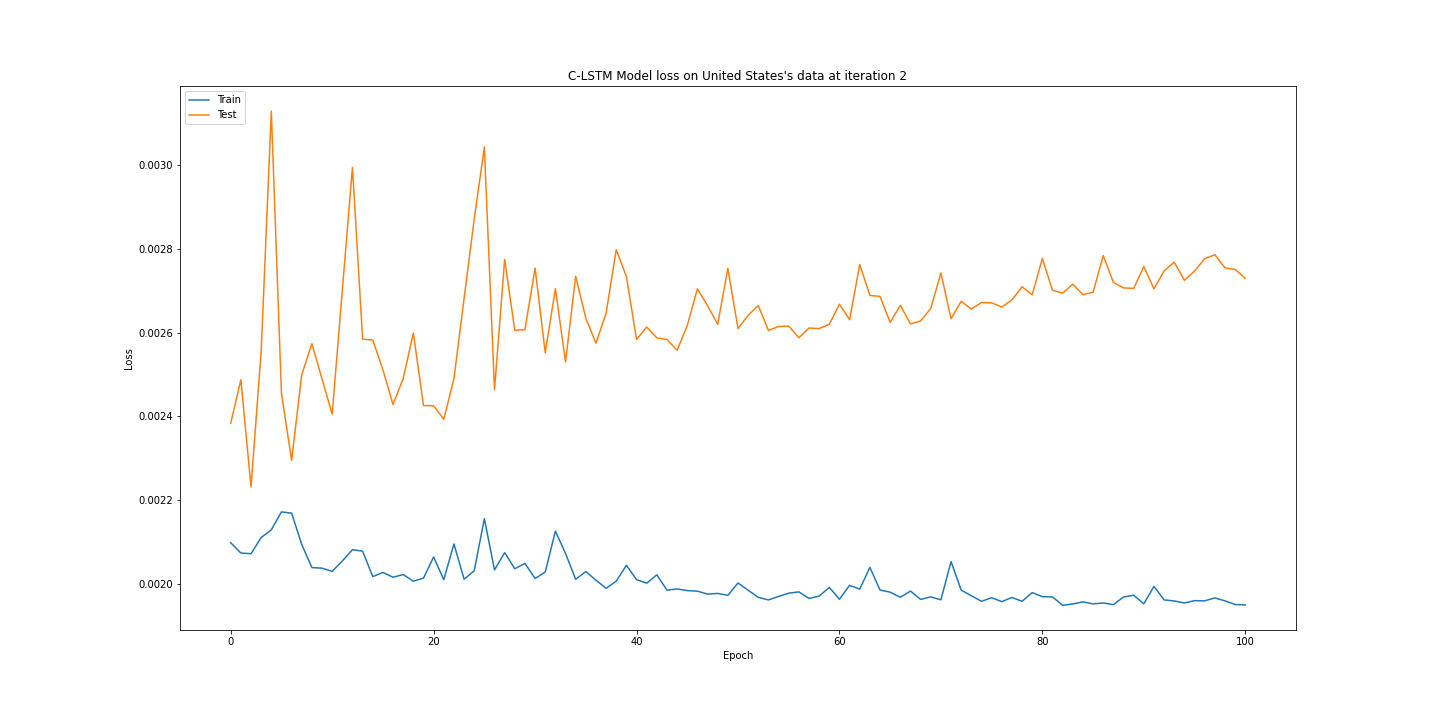 C-LSTM Model loss on United States's data at iteration 2
Train
Test
0.0030
0.0028
0.0026
0.0024
0.0022
0.0020
Loss
0 20 40 60 80 100
Epoch